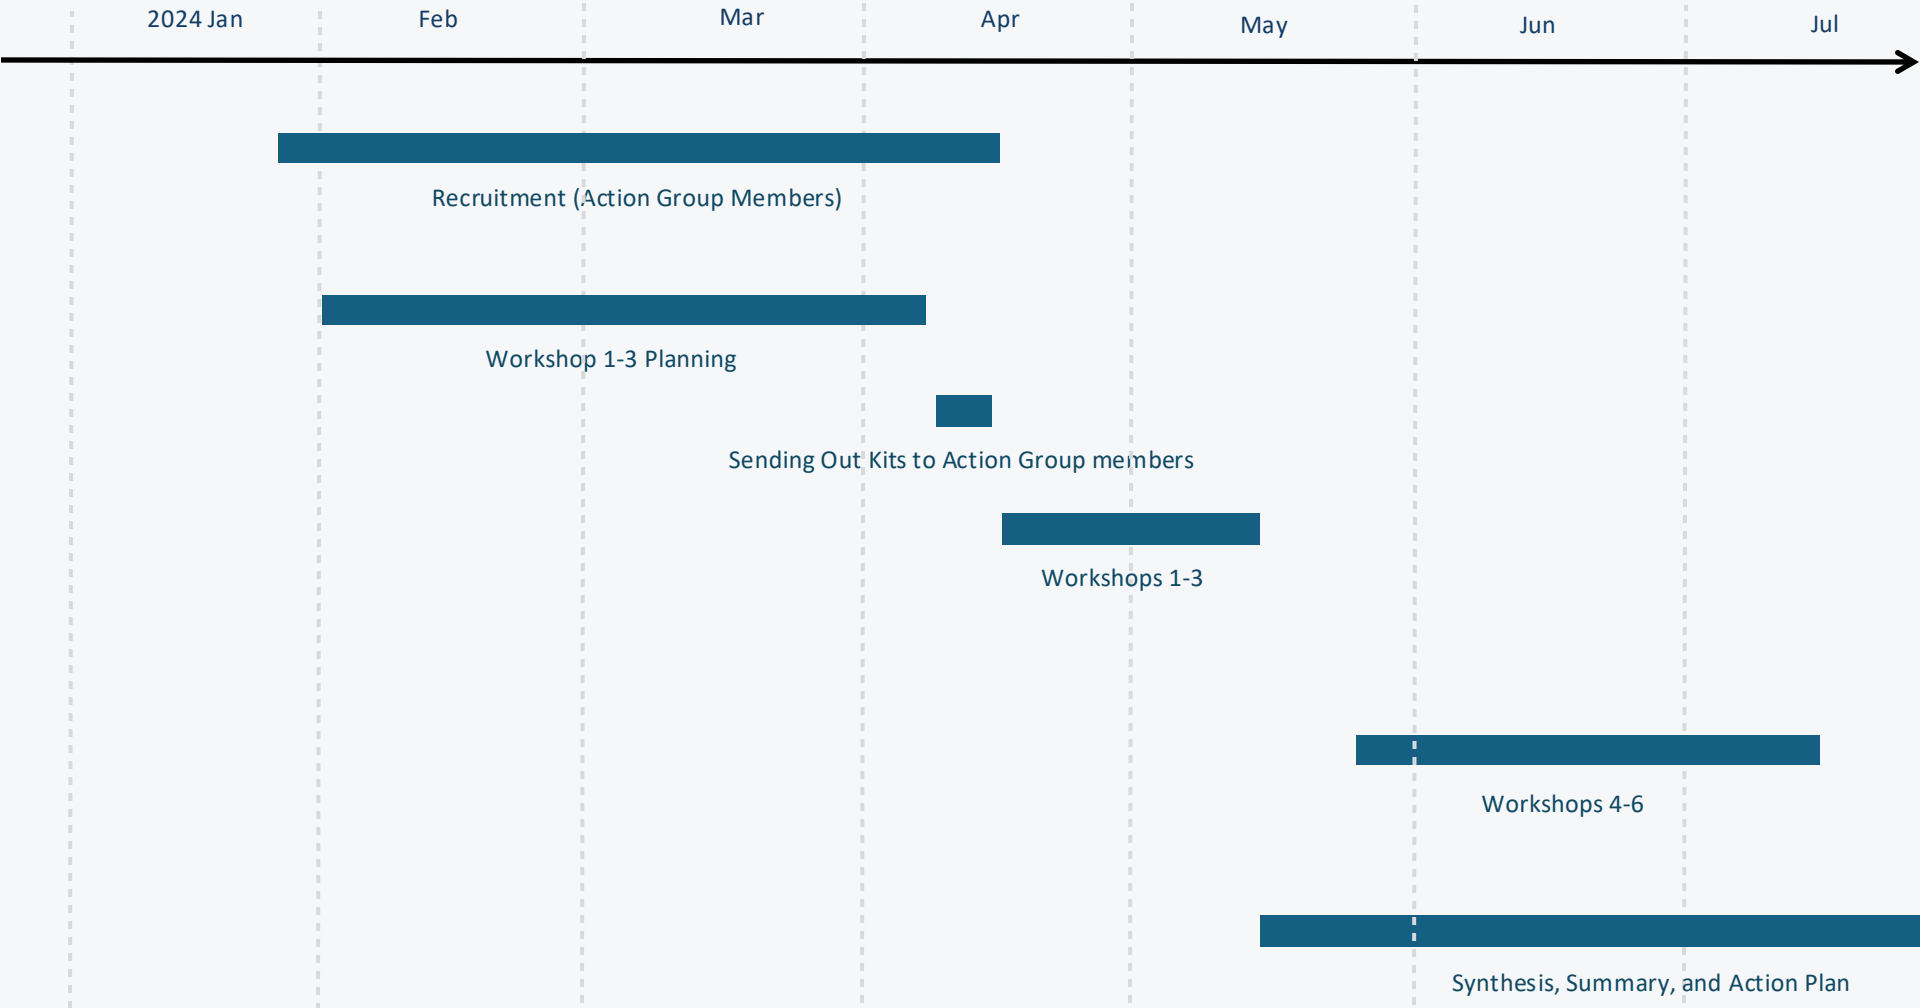 2024 Jan
Feb
Mar
Apr
May
Jun
Jul
Recruitment (Action Group Members)
Workshop 1-3 Planning
Sending Out Kits to Action Group members
Workshops 1-3
Workshops 4-6
Synthesis, Summary, and Action Plan